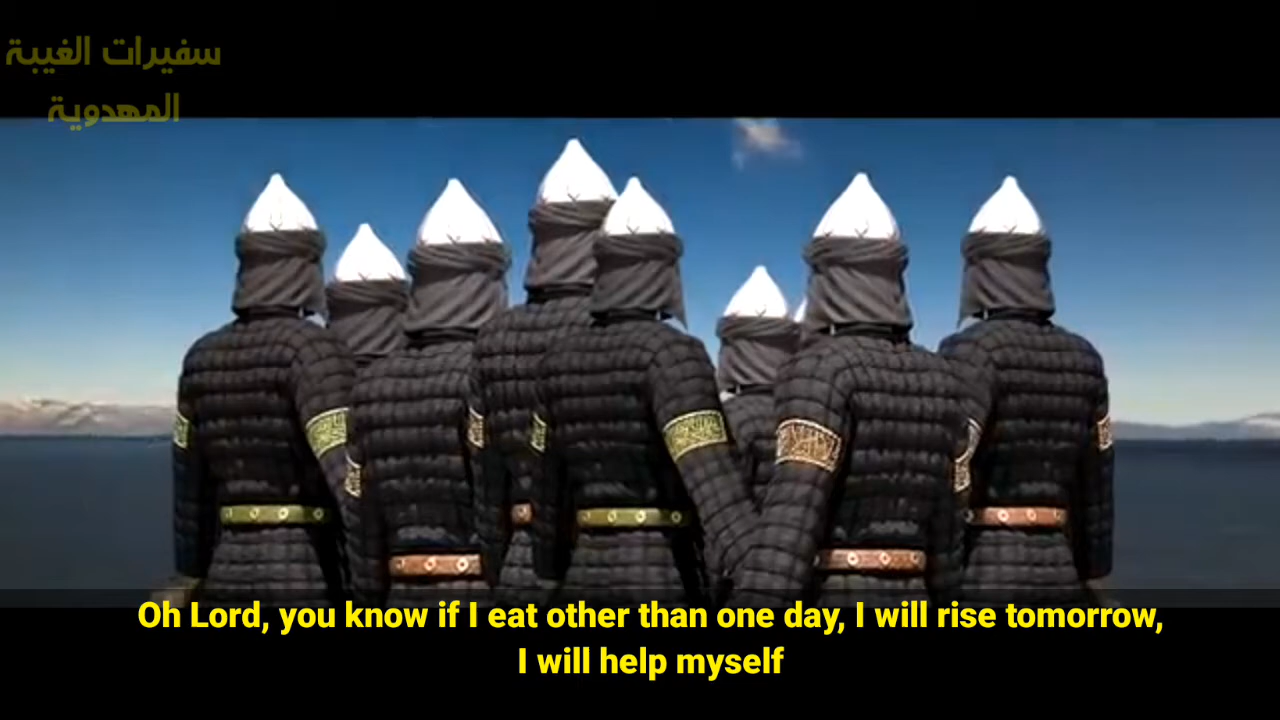 سفيرات الغيبة
المهدوية
Oh Lord, you know if I eat other than one day, I will rise tomorrow,
I will help myself